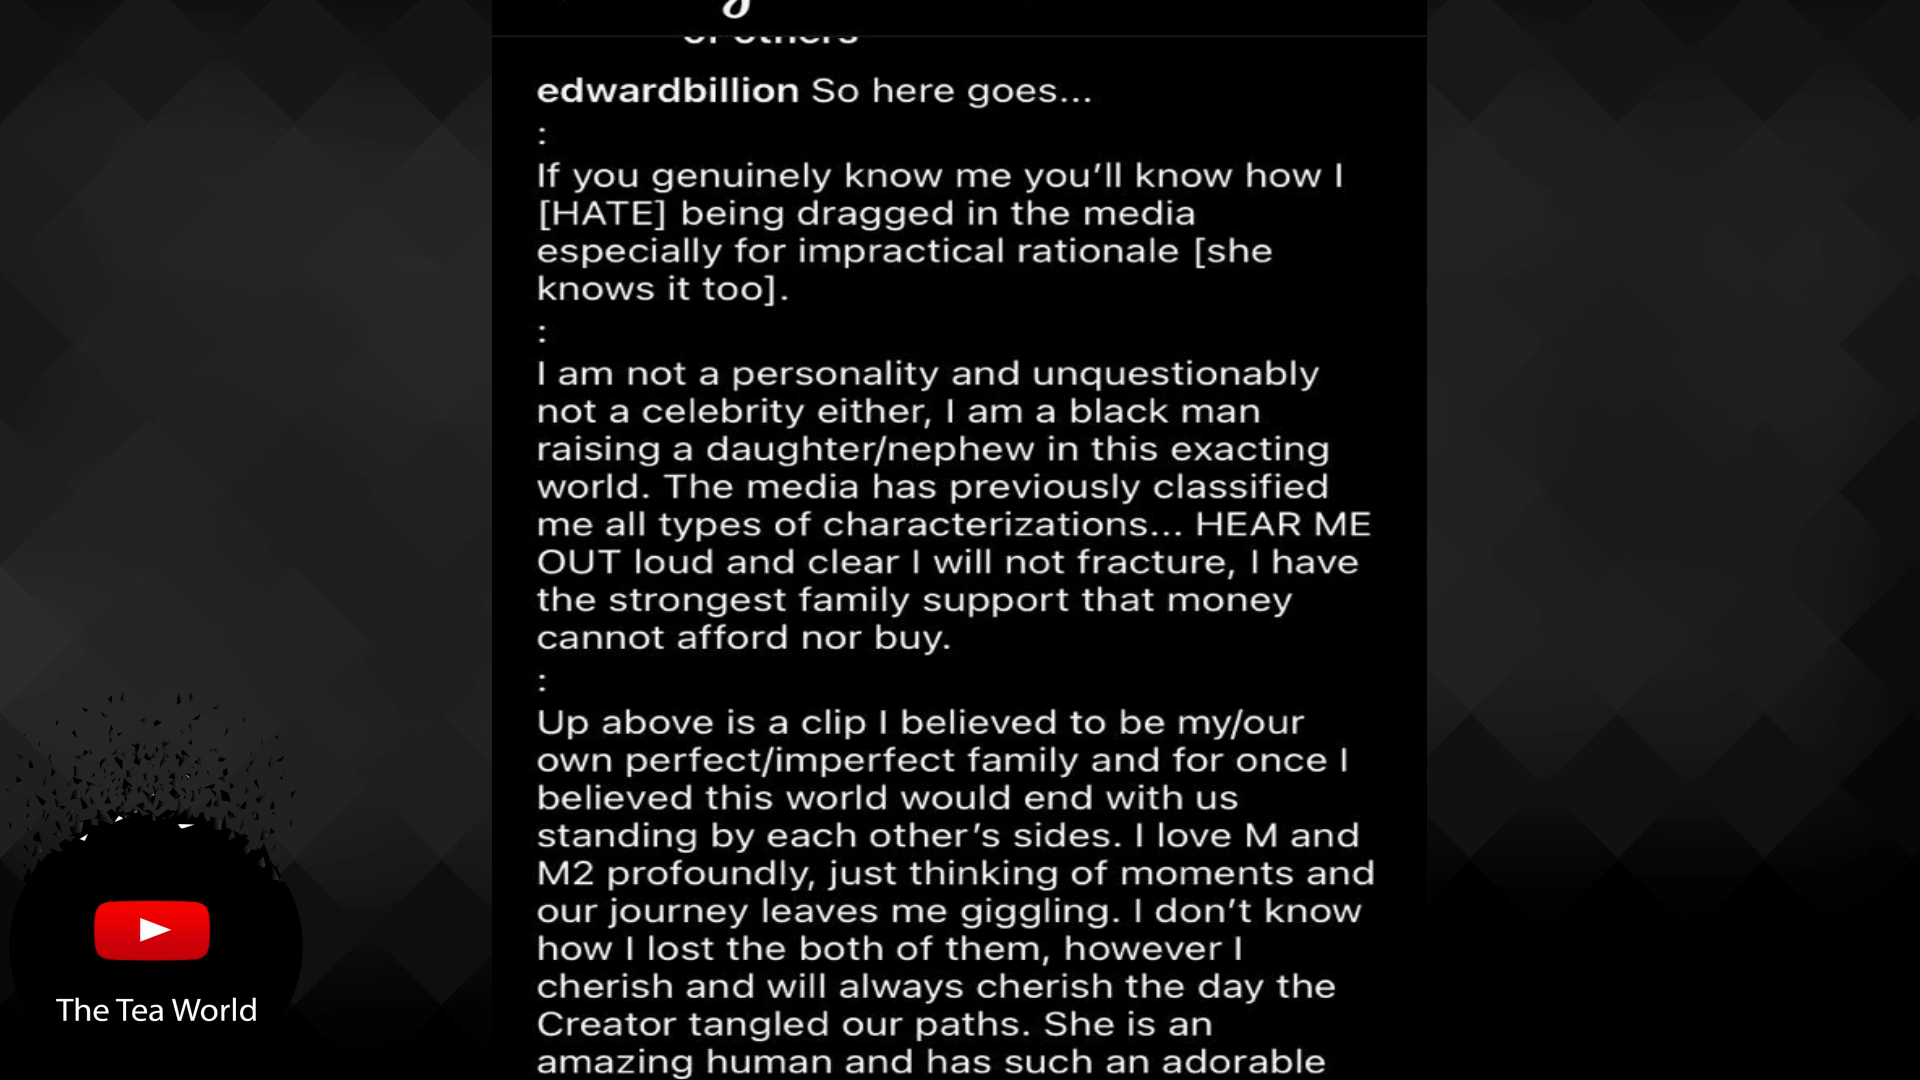 of others
edwardbillion So here goes...
:
If you genuinely know me you'll know how I
[HATE] being dragged in the media
especially for impractical rationale [she
knows it too].
:
I am not a personality and unquestionably
not a celebrity either, I am a black man
raising a daughter/nephew in this exacting
world. The media has previously classified
me all types of characterizations... HEAR ME
OUT loud and clear I will not fracture, I have
the strongest family support that money
cannot afford nor buy.
:
Up above is a clip I believed to be my/our
own perfect/imperfect family and for once I
believed this world would end with us
standing by each other's sides. I love M and
M2 profoundly, just thinking of moments and
our journey leaves me giggling. I don't know
how I lost the both of them, however I
cherish and will always cherish the day the
Creator tangled our paths. She is an
amazing human and has such an adorable
The Tea World